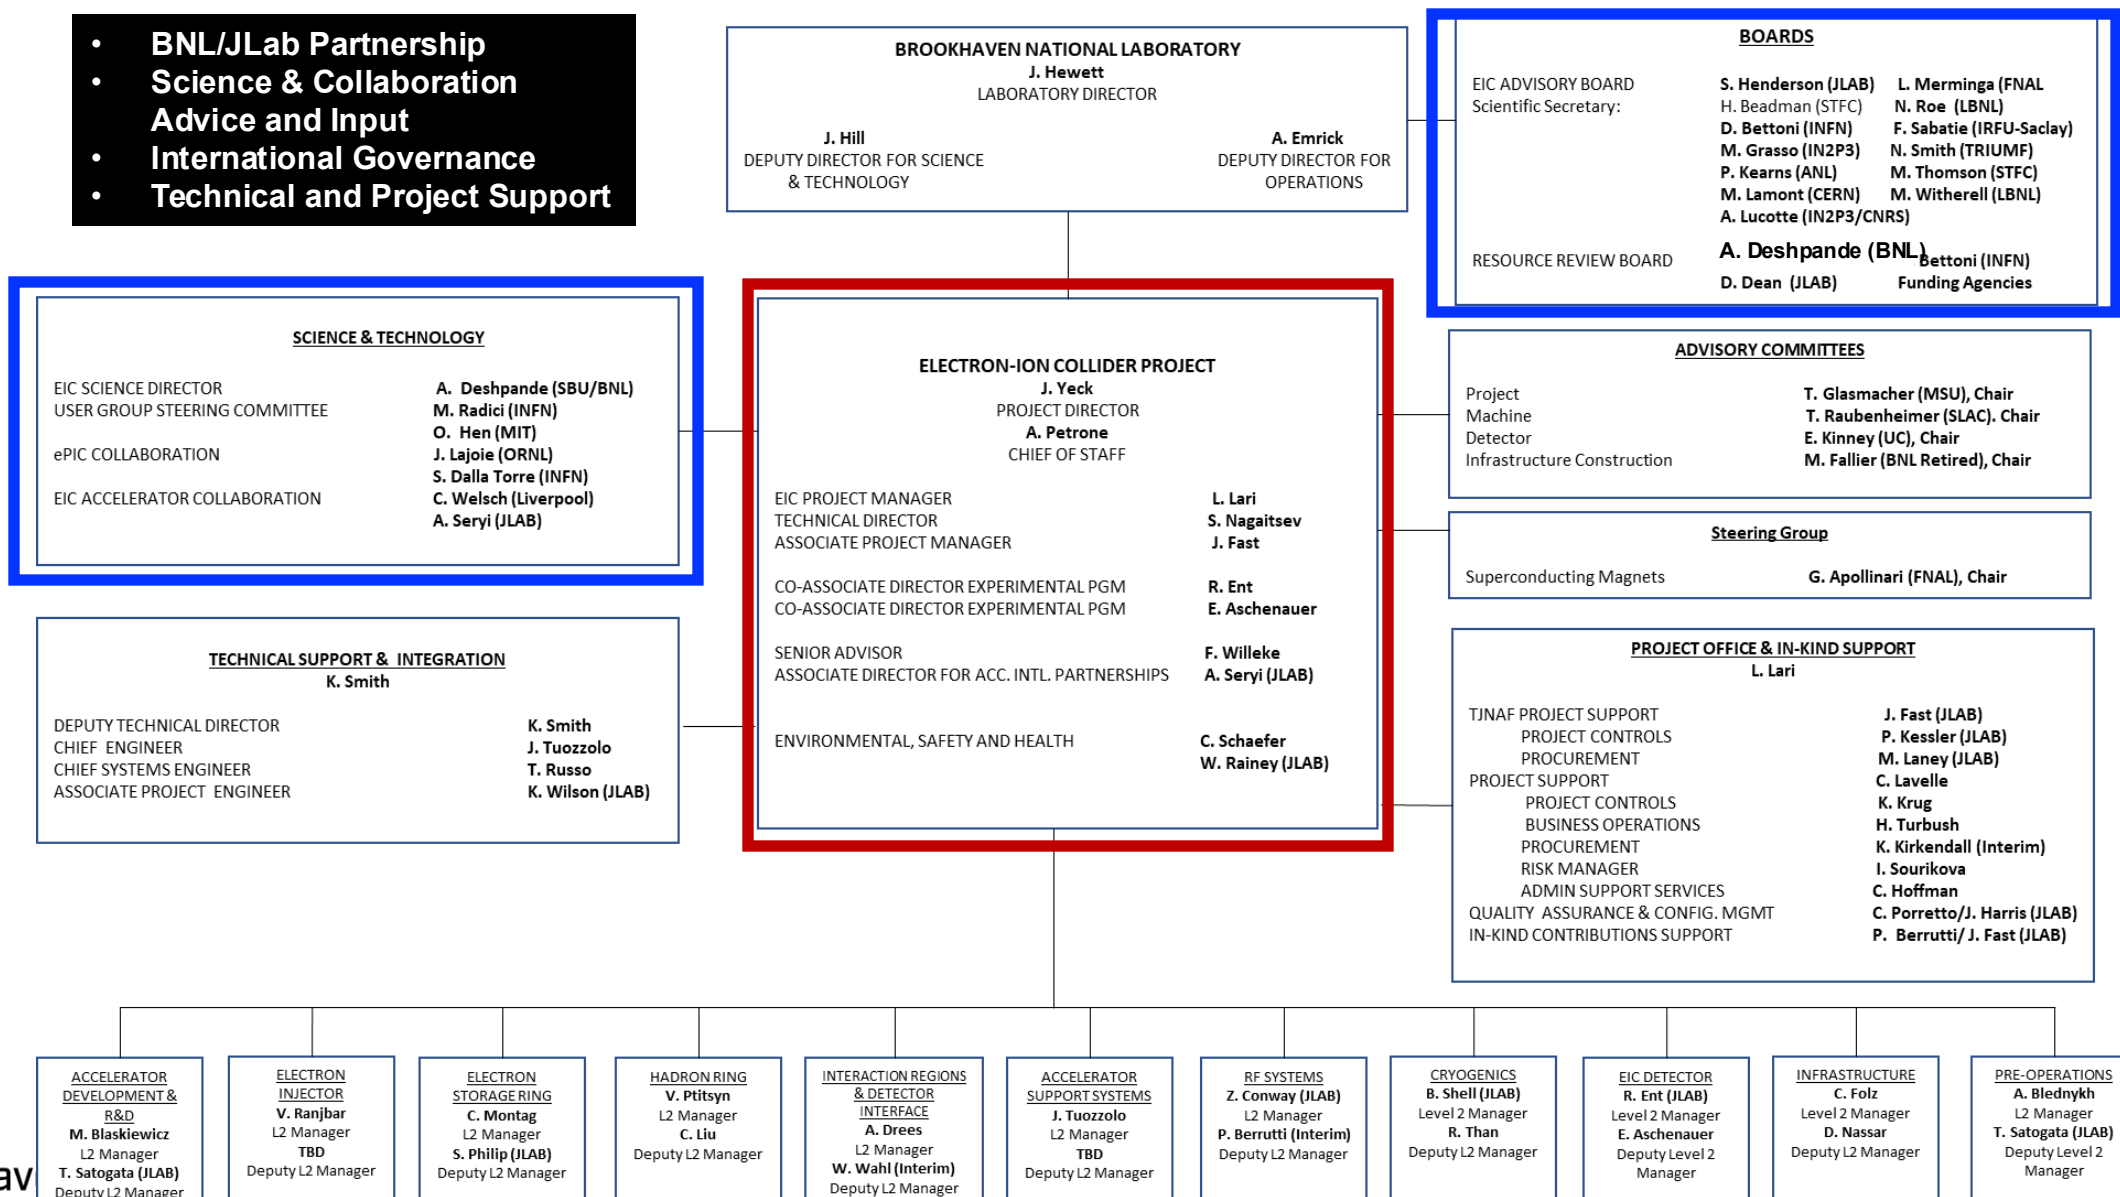 • BNL/JLab Partnership
• Science & Collaboration
Advice and Input
• International Governance
• Technical and Project Support
BROOKHAVEN NATIONAL LABORATORY
J. Hewett
LABORATORY DIRECTOR
J. Hill
DEPUTY DIRECTOR FOR SCIENCE
& TECHNOLOGY
A. Emrick
DEPUTY DIRECTOR FOR
OPERATIONS
BOARDS
EIC ADVISORY BOARD S. Henderson (JLAB) L. Merminga (FNAL
Scientific Secretary: H. Beadman (STFC) N. Roe (LBNL)
D. Bettoni (INFN) F. Sabatie (IRFU-Saclay)
M. Grasso (IN2P3) N. Smith (TRIUMF)
P. Kearns (ANL) M. Thomson (STFC)
M. Lamont (CERN) M. Witherell (LBNL)
A. Lucotte (IN2P3/CNRS)
RESOURCE REVIEW BOARD A. Deshpande (BNL) Bettoni (INFN)
D. Dean (JLAB) Funding Agencies
SCIENCE & TECHNOLOGY
EIC SCIENCE DIRECTOR A. Deshpande (SBU/BNL)
USER GROUP STEERING COMMITTEE M. Radici (INFN)
O. Hen (MIT)
ePIC COLLABORATION J. Lajoie (ORNL)
S. Dalla Torre (INFN)
EIC ACCELERATOR COLLABORATION C. Welsch (Liverpool)
A. Seryi (JLAB)
ELECTRON-ION COLLIDER PROJECT
J. Yeck
PROJECT DIRECTOR
A. Petrone
CHIEF OF STAFF
EIC PROJECT MANAGER L. Lari
TECHNICAL DIRECTOR S. Nagaitsev
ASSOCIATE PROJECT MANAGER J. Fast
CO-ASSOCIATE DIRECTOR EXPERIMENTAL PGM R. Ent
CO-ASSOCIATE DIRECTOR EXPERIMENTAL PGM E. Aschenauer
SENIOR ADVISOR F. Willeke
ASSOCIATE DIRECTOR FOR ACC. INTL. PARTNERSHIPS A. Seryi (JLAB)
ENVIRONMENTAL, SAFETY AND HEALTH C. Schaefer
W. Rainey (JLAB)
ADVISORY COMMITTEES
Project T. Glasmacher (MSU), Chair
Machine T. Raubenheimer (SLAC). Chair
Detector E. Kinney (UC), Chair
Infrastructure Construction M. Fallier (BNL Retired), Chair
Steering Group
Superconducting Magnets G. Apollinari (FNAL), Chair
TECHNICAL SUPPORT & INTEGRATION
K. Smith
DEPUTY TECHNICAL DIRECTOR K. Smith
CHIEF ENGINEER J. Tuozzolo
CHIEF SYSTEMS ENGINEER T. Russo
ASSOCIATE PROJECT ENGINEER K. Wilson (JLAB)
PROJECT OFFICE & IN-KIND SUPPORT
L. Lari
TJNAF PROJECT SUPPORT J. Fast (JLAB)
PROJECT CONTROLS P. Kessler (JLAB)
PROCUREMENT M. Laney (JLAB)
PROJECT SUPPORT C. Lavelle
PROJECT CONTROLS K. Krug
BUSINESS OPERATIONS H. Turbush
PROCUREMENT K. Kirkendall (Interim)
RISK MANAGER I. Sourikova
ADMIN SUPPORT SERVICES C. Hoffman
QUALITY ASSURANCE & CONFIG. MGMT C. Porretto/J. Harris (JLAB)
IN-KIND CONTRIBUTIONS SUPPORT P. Berrutti/ J. Fast (JLAB)
ACCELERATOR
DEVELOPMENT &
R&D
M. Blaskiewicz
L2 Manager
T. Satogata (JLAB)
Deputy L2 Manager
ELECTRON
INJECTOR
V. Ranjbar
L2 Manager
TBD
Deputy L2 Manager
ELECTRON
STORAGE RING
C. Montag
L2 Manager
S. Philip (JLAB)
Deputy L2 Manager
HADRON RING
V. Ptitsyn
L2 Manager
C. Liu
Deputy L2 Manager
INTERACTION REGIONS
& DETECTOR
INTERFACE
A. Drees
L2 Manager
W. Wahl (Interim)
Deputy L2 Manager
ACCELERATOR
SUPPORT SYSTEMS
J. Tuozzolo
L2 Manager
TBD
Deputy L2 Manager
RF SYSTEMS
Z. Conway (JLAB)
L2 Manager
P. Berrutti (Interim)
Deputy L2 Manager
CRYOGENICS
B. Shell (JLAB)
Level 2 Manager
R. Than
Deputy L2 Manager
EIC DETECTOR
R. Ent (JLAB)
Level 2 Manager
E. Aschenauer
Deputy Level 2
Manager
INFRASTRUCTURE
C. Folz
Level 2 Manager
D. Nassar
Deputy L2 Manager
PRE-OPERATIONS
A. Blednykh
L2 Manager
T. Satogata (JLAB)
Deputy Level 2
Manager
av